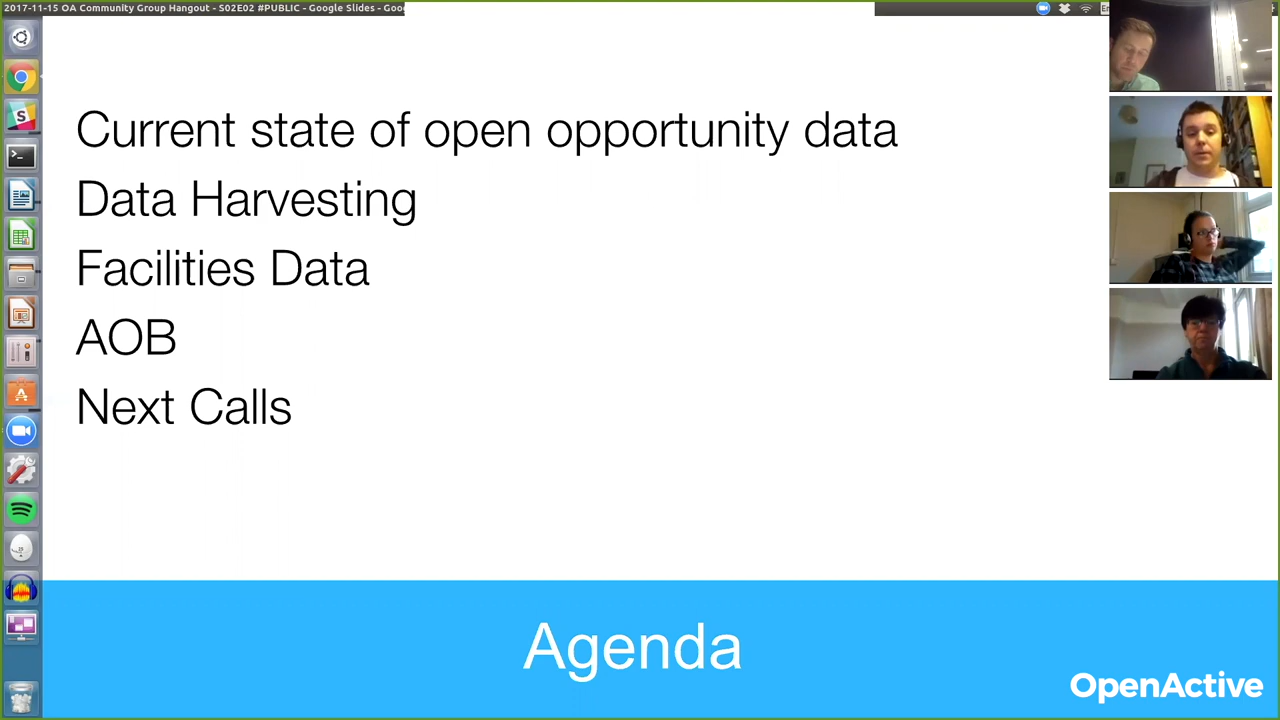 2017-11-15 OA Community Group Hangout - S02E02 #PUBLIC - Google Slides - Goo
Current state of open opportunity data
Data Harvesting
Facilities Data
AOB
Next Calls
Agenda
OpenActive